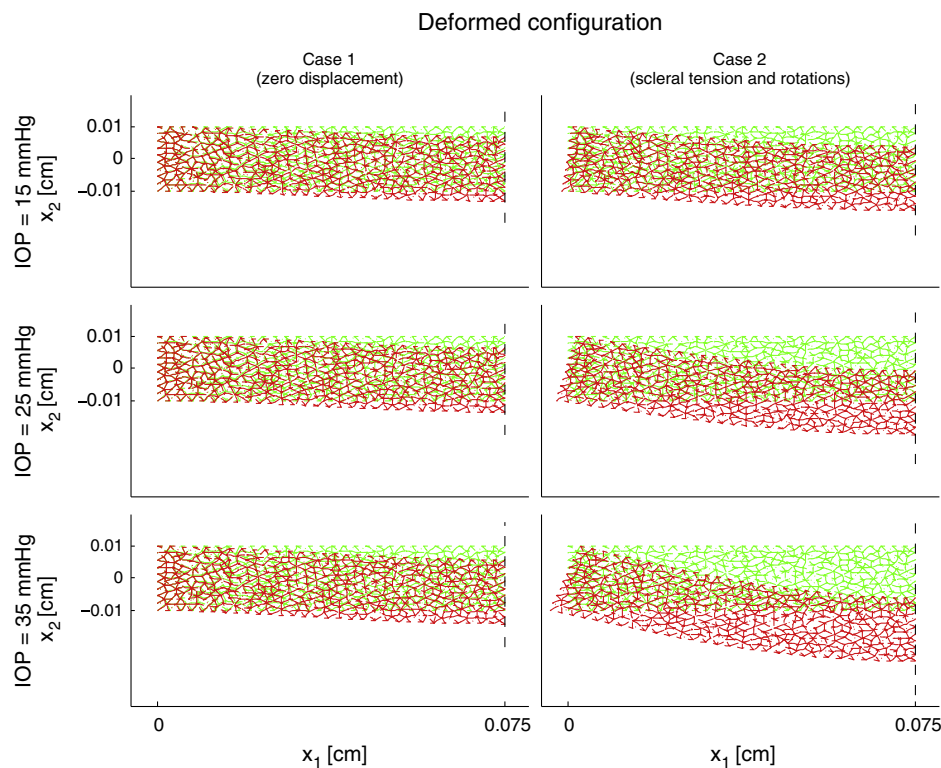 Deformed configuration
Case 1
(zero displacement)
Case 2
(scleral tension and rotations)
IOP = 15 mmHg
x2 [cm]
0.01
0
−0.01
IOP = 25 mmHg
x2 [cm]
0.01
0
−0.01
IOP = 35 mmHg
x2 [cm]
0.01
0
−0.01
0
0.075
0
0.075
x1 [cm]
x1 [cm]